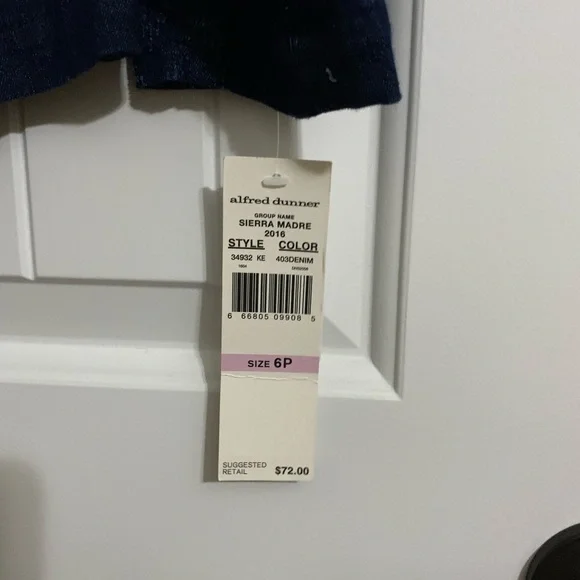 alfred dunner
GROUP NAME
SIERRA MADRE
2016
STYLE COLOR
34932 KE 403DENIM
6 66805 09908 5
SIZE 6P
SUGGESTED
RETAIL $72.00